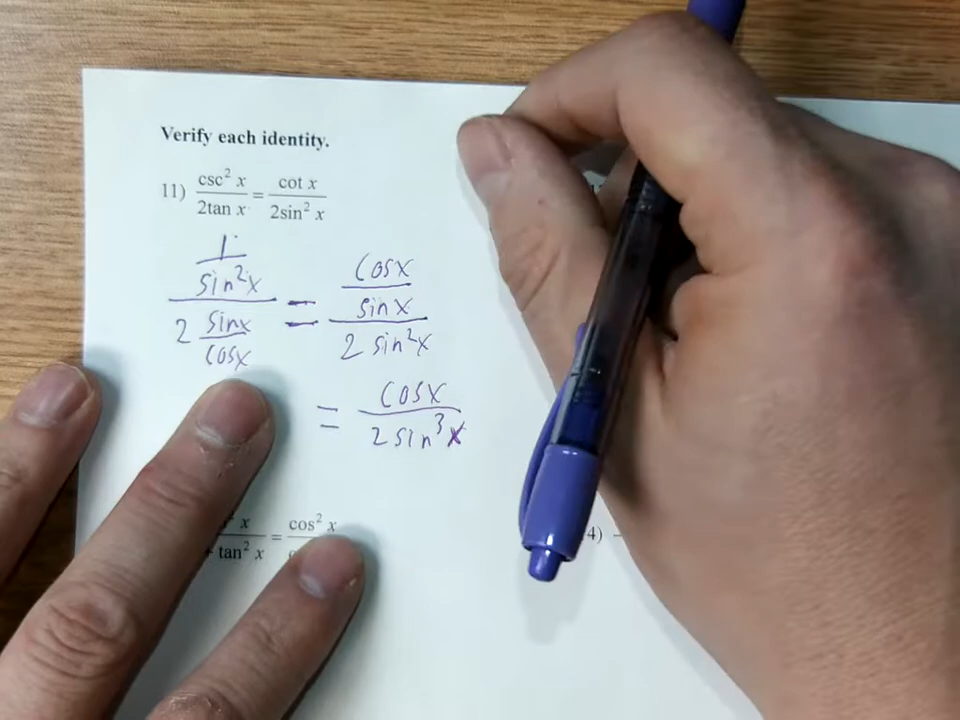 Verify each identity.
11) csc² x / 2tan x = cot x / 2sin² x
1 / sin²x / 2 sinx / cosx = cosx / sinx / 2 sin²x
= cosx / 2 sin³x
x / tan² x = cos² x
4)